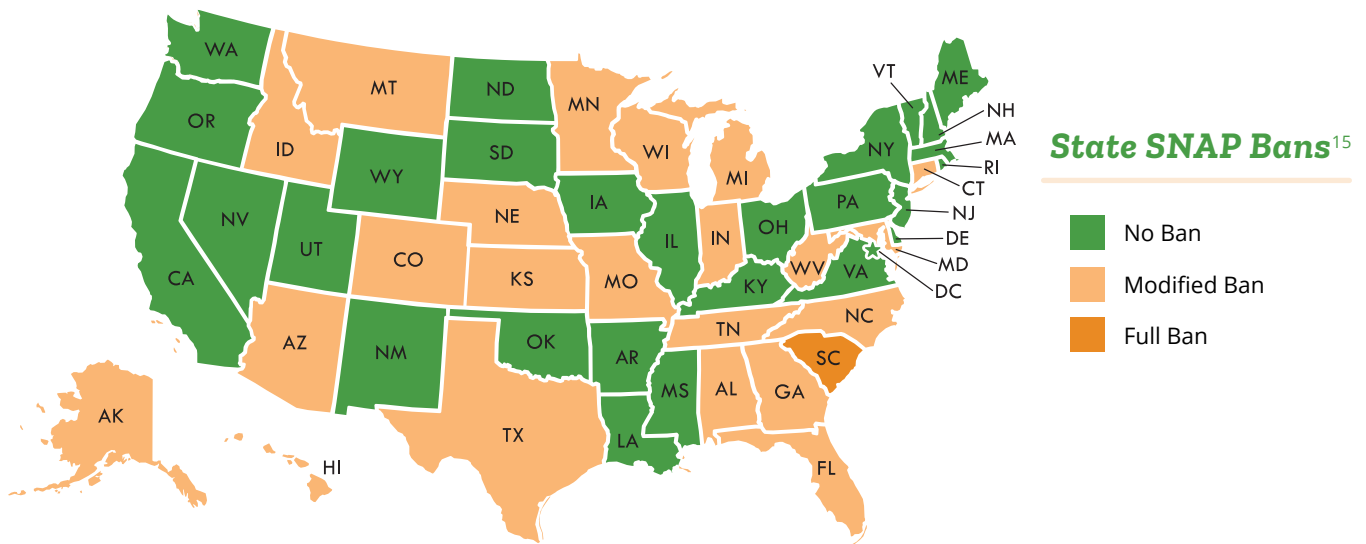 WA
OR
CA
NV
ID
MT
WY
UT
AZ
CO
NM
ND
SD
NE
KS
OK
TX
MN
IA
MO
AR
LA
WI
IL
MI
IN
OH
KY
TN
MS
AL
GA
FL
SC
NC
VA
WV
PA
NY
VT
ME
NH
MA
RI
CT
NJ
DE
MD
DC
AK
HI
State SNAP Bans15
No Ban
Modified Ban
Full Ban